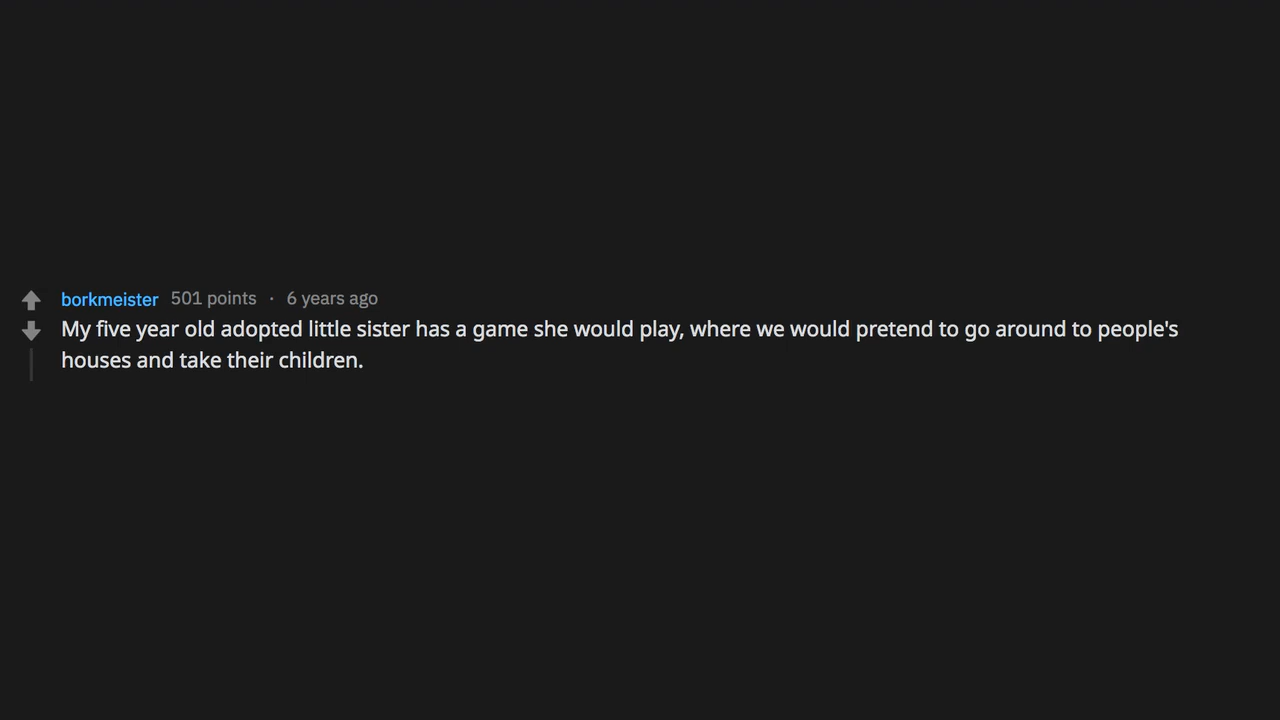 borkmeister 501 points · 6 years ago
My five year old adopted little sister has a game she would play, where we would pretend to go around to people's
houses and take their children.